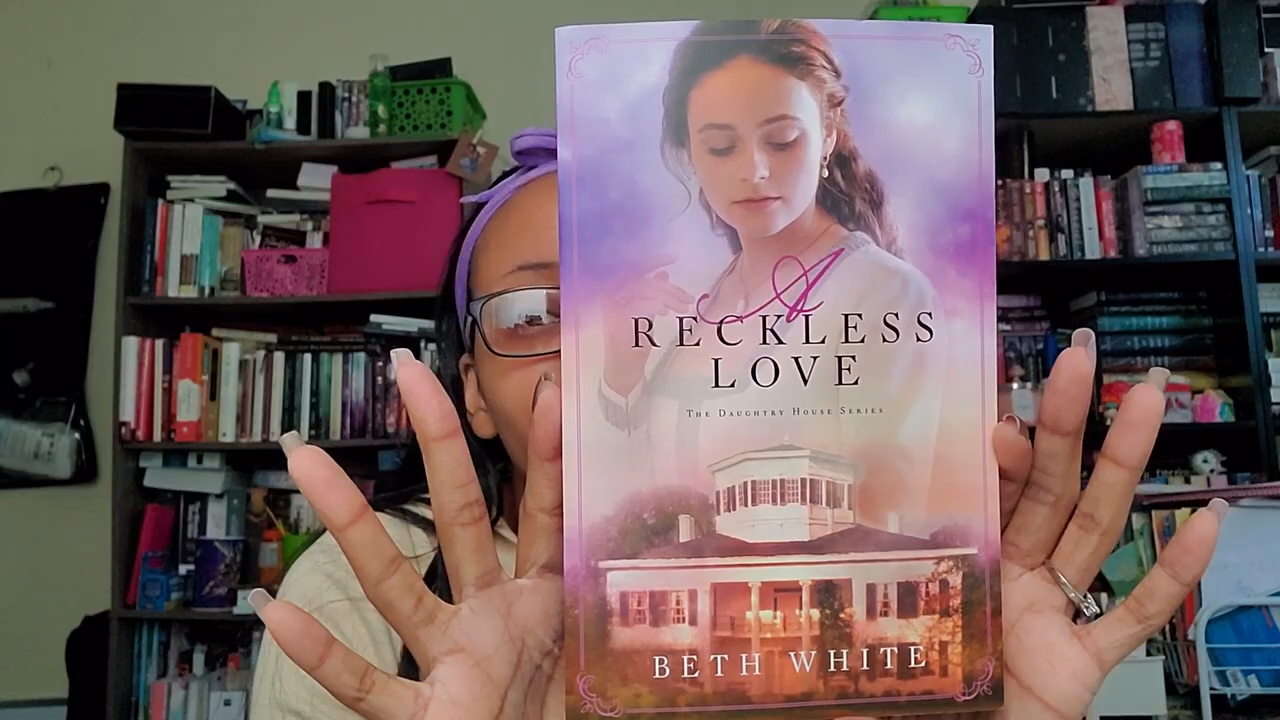 A
RECKLESS
LOVE
THE DAUGHTRY HOUSE SERIES
BETH WHITE